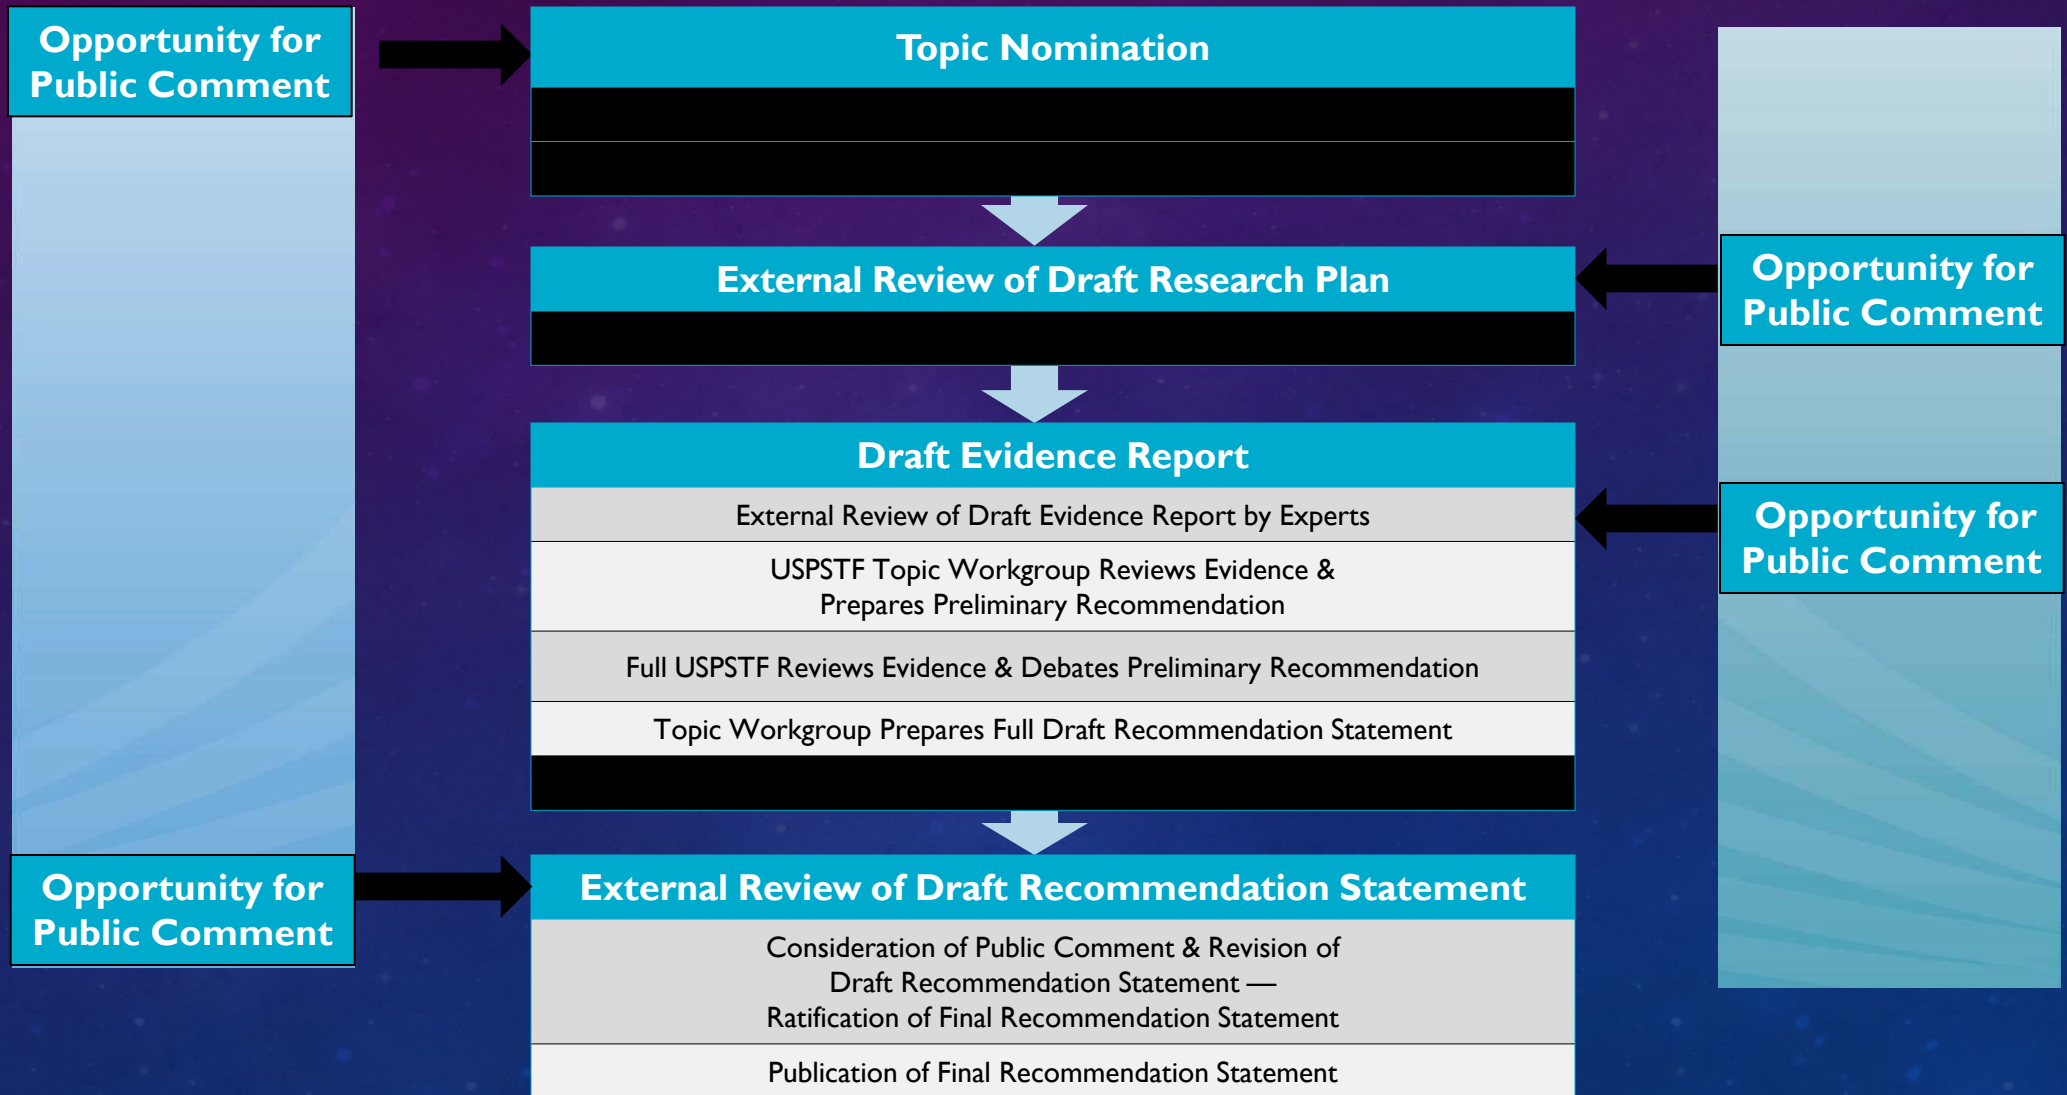 Opportunity for
Public Comment
Topic Nomination
External Review of Draft Research Plan
Opportunity for
Public Comment
Draft Evidence Report
External Review of Draft Evidence Report by Experts
Opportunity for
Public Comment
USPSTF Topic Workgroup Reviews Evidence &
Prepares Preliminary Recommendation
Full USPSTF Reviews Evidence & Debates Preliminary Recommendation
Topic Workgroup Prepares Full Draft Recommendation Statement
Opportunity for
Public Comment
External Review of Draft Recommendation Statement
Consideration of Public Comment & Revision of
Draft Recommendation Statement —
Ratification of Final Recommendation Statement
Publication of Final Recommendation Statement